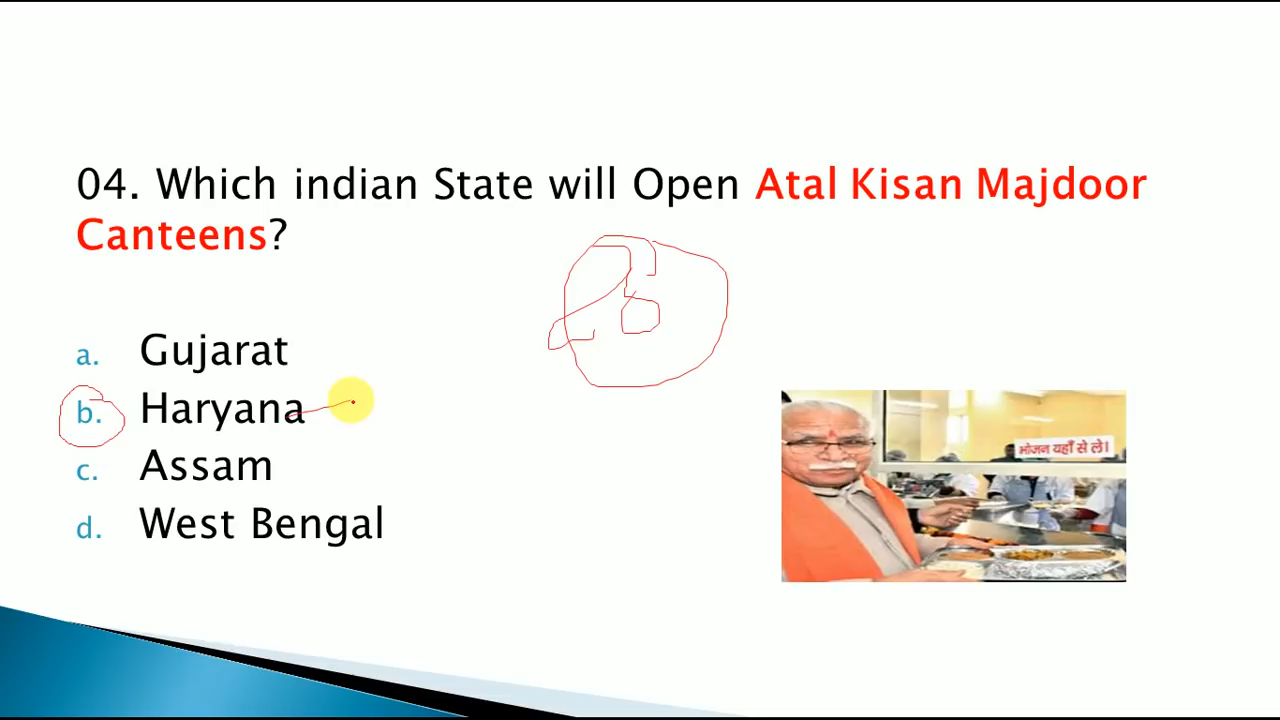 04. Which indian State will Open Atal Kisan Majdoor
Canteens?
a. Gujarat
b. Haryana
c. Assam
d. West Bengal
भोजन यहाँ से ले।